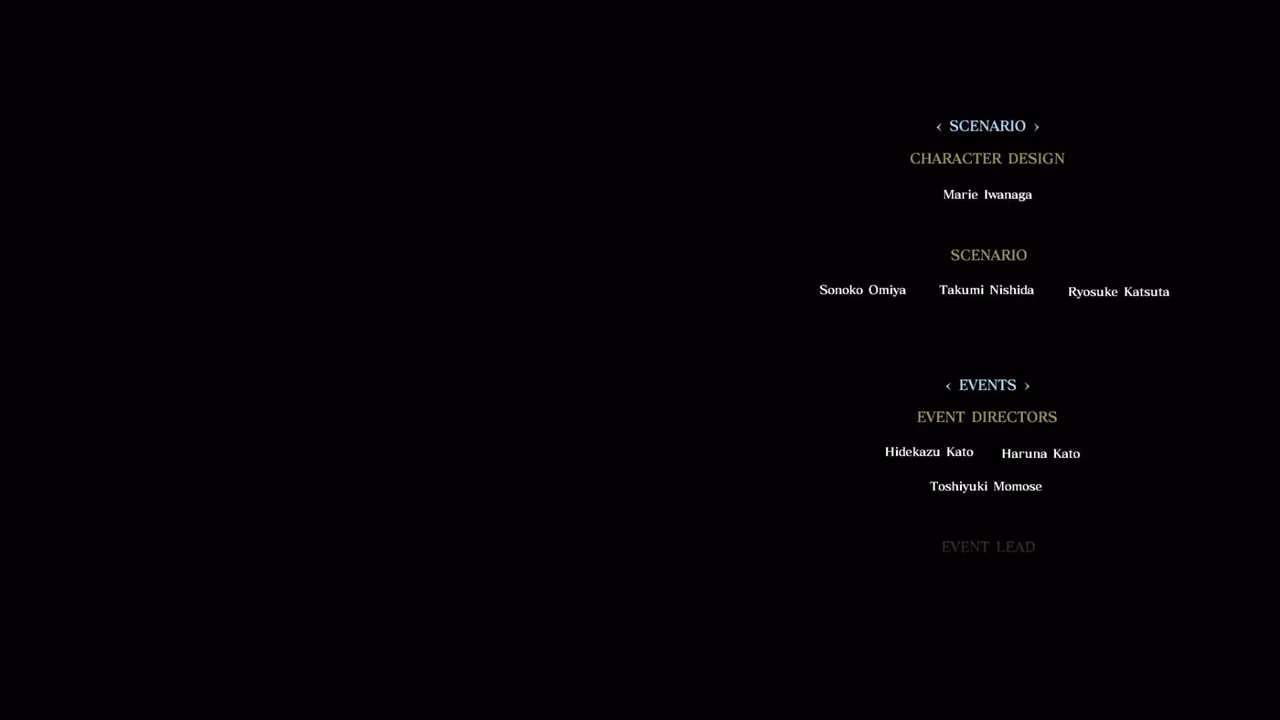 ‹ SCENARIO ›
CHARACTER DESIGN
Marie Iwanaga
SCENARIO
Sonoko Omiya Takumi Nishida Ryosuke Katsuta
‹ EVENTS ›
EVENT DIRECTORS
Hidekazu Kato Haruna Kato
Toshiyuki Momose
EVENT LEAD